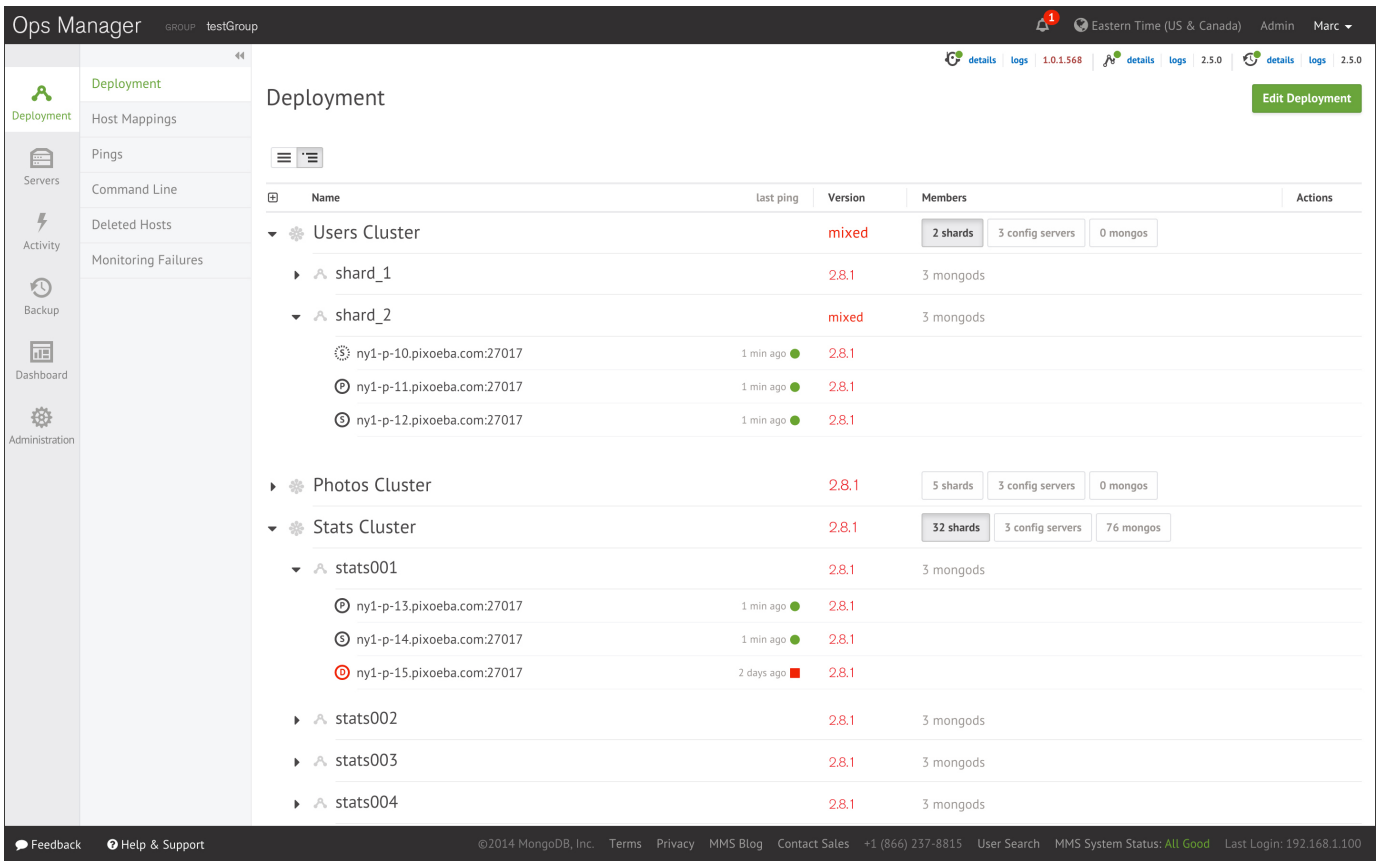 Ops Manager GROUP testGroup 1 Eastern Time (US & Canada) Admin Marc
details logs 1.0.1.568 details logs 2.5.0 details logs 2.5.0
Deployment
Servers
Activity
Backup
Dashboard
Administration
Deployment
Host Mappings
Pings
Command Line
Deleted Hosts
Monitoring Failures
Deployment Edit Deployment
Name last ping Version Members Actions
Users Cluster mixed 2 shards 3 config servers 0 mongos
shard_1 2.8.1 3 mongods
shard_2 mixed 3 mongods
S ny1-p-10.pixoeba.com:27017 1 min ago 2.8.1
P ny1-p-11.pixoeba.com:27017 1 min ago 2.8.1
S ny1-p-12.pixoeba.com:27017 1 min ago 2.8.1
Photos Cluster 2.8.1 5 shards 3 config servers 0 mongos
Stats Cluster 2.8.1 32 shards 3 config servers 76 mongos
stats001 2.8.1 3 mongods
P ny1-p-13.pixoeba.com:27017 1 min ago 2.8.1
S ny1-p-14.pixoeba.com:27017 1 min ago 2.8.1
D ny1-p-15.pixoeba.com:27017 2 days ago 2.8.1
stats002 2.8.1 3 mongods
stats003 2.8.1 3 mongods
stats004 2.8.1 3 mongods
Feedback Help & Support ©2014 MongoDB, Inc. Terms Privacy MMS Blog Contact Sales +1 (866) 237-8815 User Search MMS System Status: All Good Last Login: 192.168.1.100